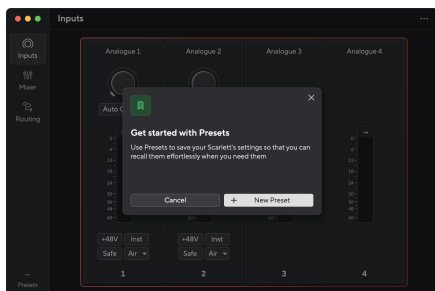 Inputs
Inputs
Mixer
Routing
Presets
Analogue 1
Analogue 2
Analogue 3
Analogue 4
Auto
Get started with Presets
Use Presets to save your Scarlett's settings so that you can
recall them effortlessly when you need them
Cancel
+ New Preset
+48V Inst
Safe Air
+48V Inst
Safe Air
1
2
3
4